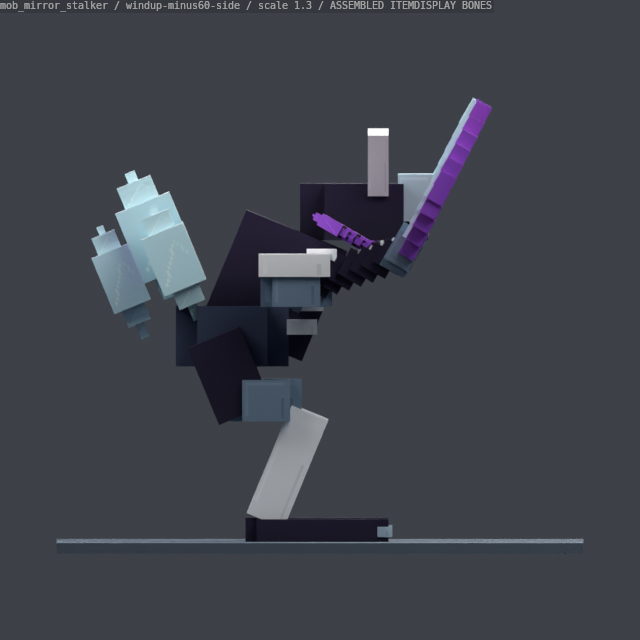 mob_mirror_stalker / windup-minus60-side / scale 1.3 / ASSEMBLED ITEMDISPLAY BONES